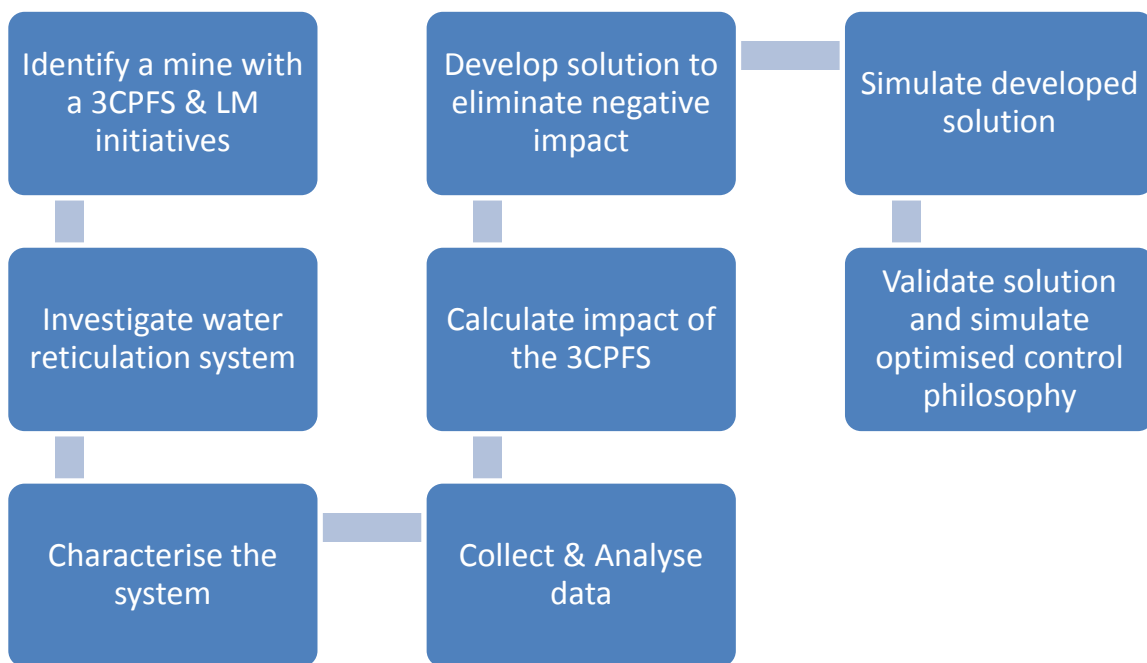 Identify a mine with
a 3CPFS & LM
initiatives
Investigate water
reticulation system
Characterise the
system
Collect & Analyse
data
Calculate impact of
the 3CPFS
Develop solution to
eliminate negative
impact
Simulate developed
solution
Validate solution
and simulate
optimised control
philosophy